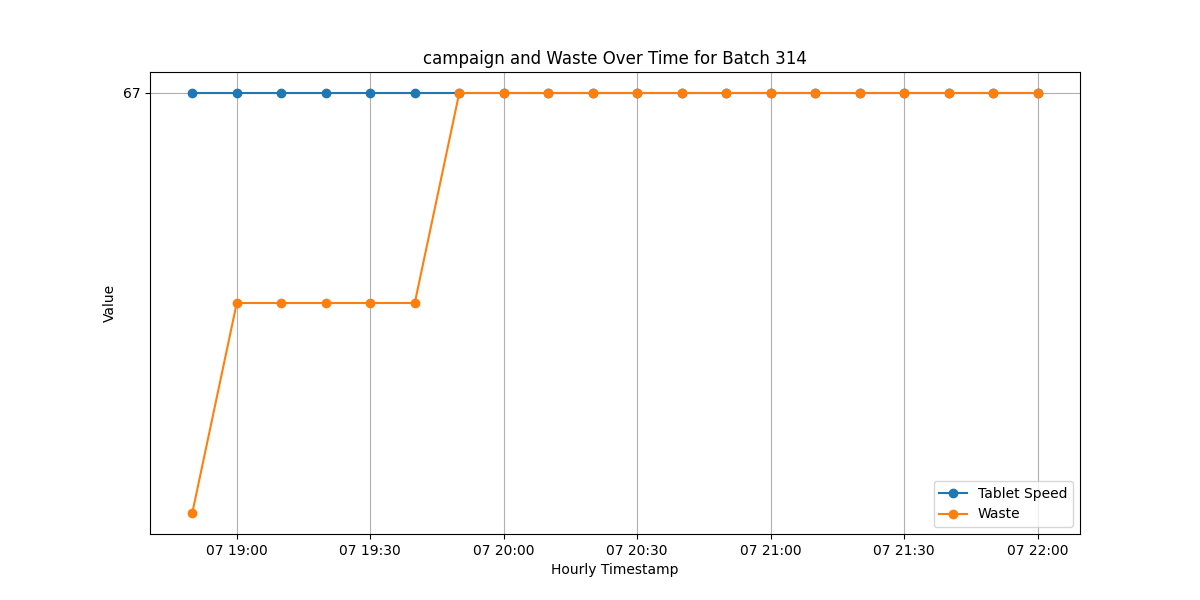 campaign and Waste Over Time for Batch 314
67
Value
Tablet Speed
Waste
07 19:00 07 19:30 07 20:00 07 20:30 07 21:00 07 21:30 07 22:00
Hourly Timestamp